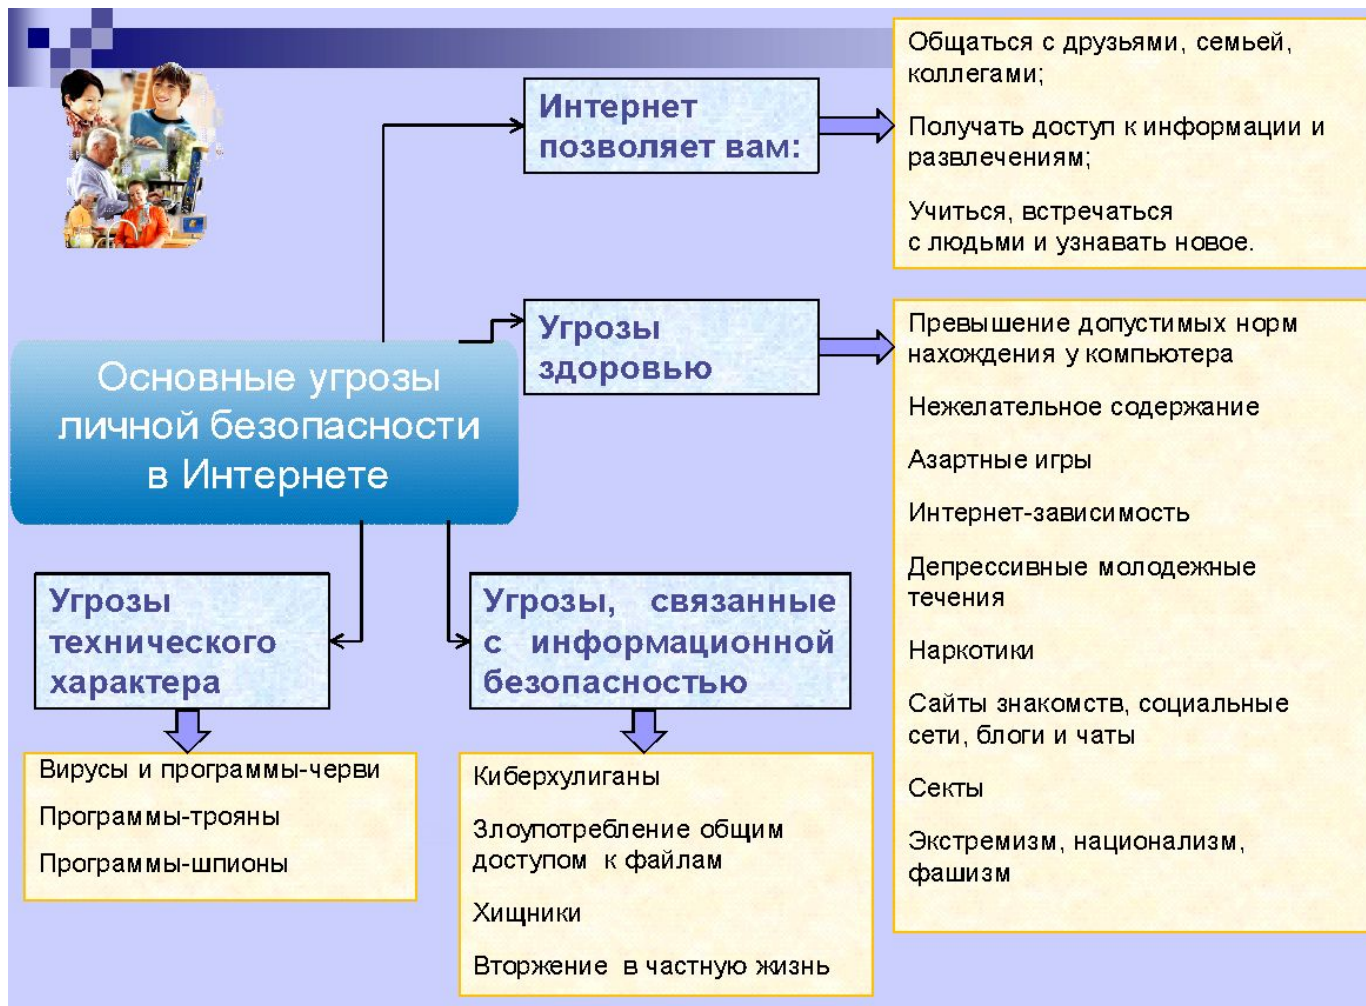 Интернет
позволяет вам:
Общаться с друзьями, семьей,
коллегами;
Получать доступ к информации и
развлечениям;
Учиться, встречаться
с людьми и узнавать новое.
Основные угрозы
личной безопасности
в Интернете
Угрозы
здоровью
Превышение допустимых норм
нахождения у компьютера
Нежелательное содержание
Азартные игры
Интернет-зависимость
Депрессивные молодежные
течения
Наркотики
Сайты знакомств, социальные
сети, блоги и чаты
Секты
Экстремизм, национализм,
фашизм
Угрозы
технического
характера
Вирусы и программы-черви
Программы-трояны
Программы-шпионы
Угрозы, связанные
с информационной
безопасностью
Киберхулиганы
Злоупотребление общим
доступом к файлам
Хищники
Вторжение в частную жизнь